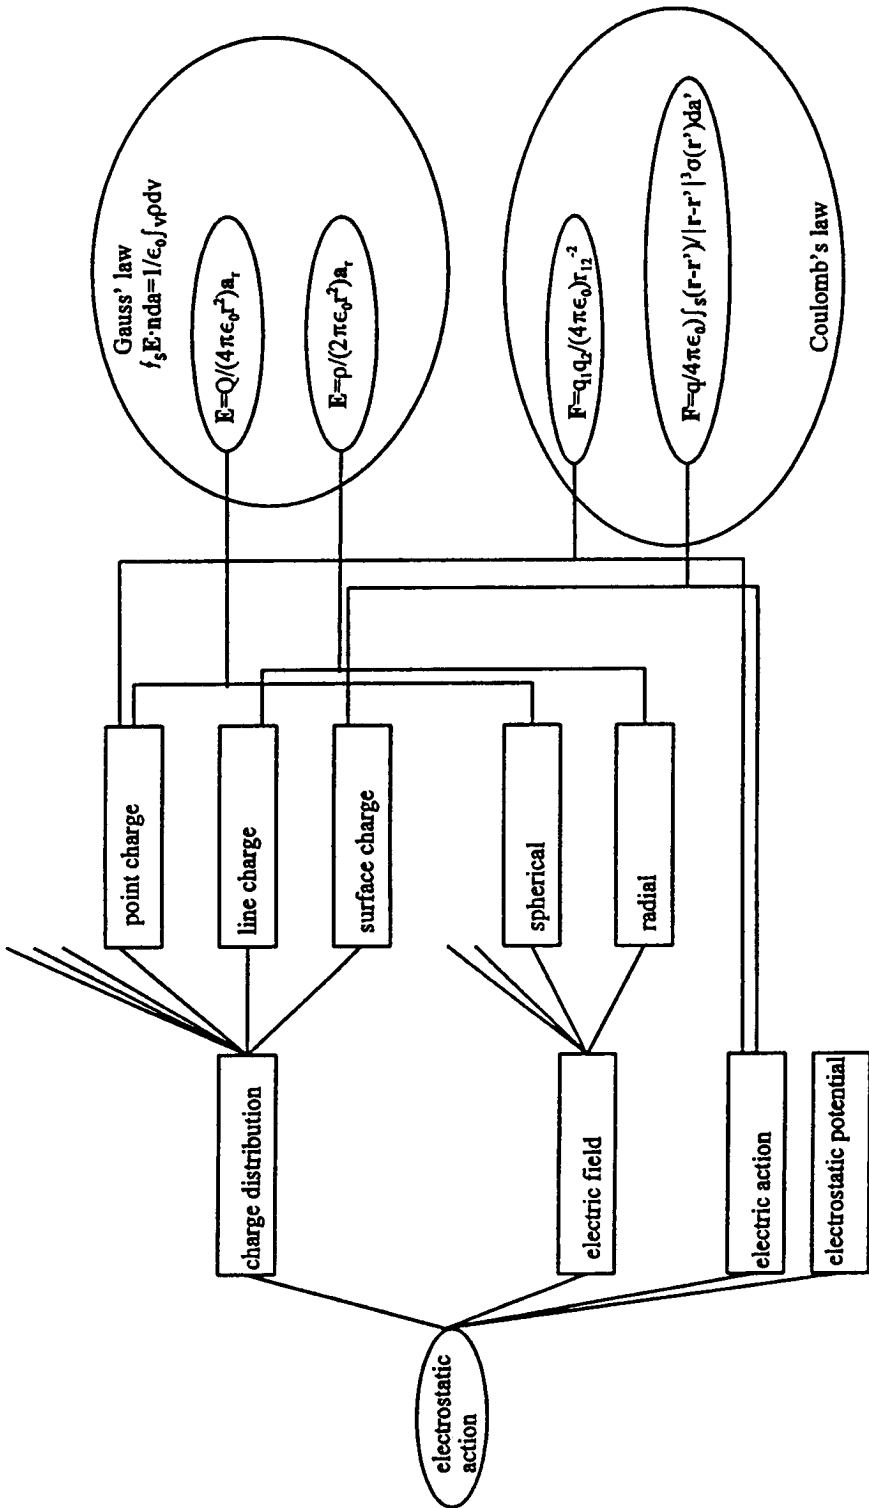 electrostatic
action
charge distribution
electric field
electric action
electrostatic potential
point charge
line charge
surface charge
spherical
radial
Gauss' law
∫sE·nda=1/ϵ₀∫vρdv
E=Q/(4πϵ₀r²)aᵣ
E=ρ/(2πϵ₀r²)aᵣ
F=q₁q₂/(4πϵ₀)r₁₂⁻²
F=q/4πϵ₀)∫s(r-r')/|r-r'|³σ(r')da'
Coulomb's law